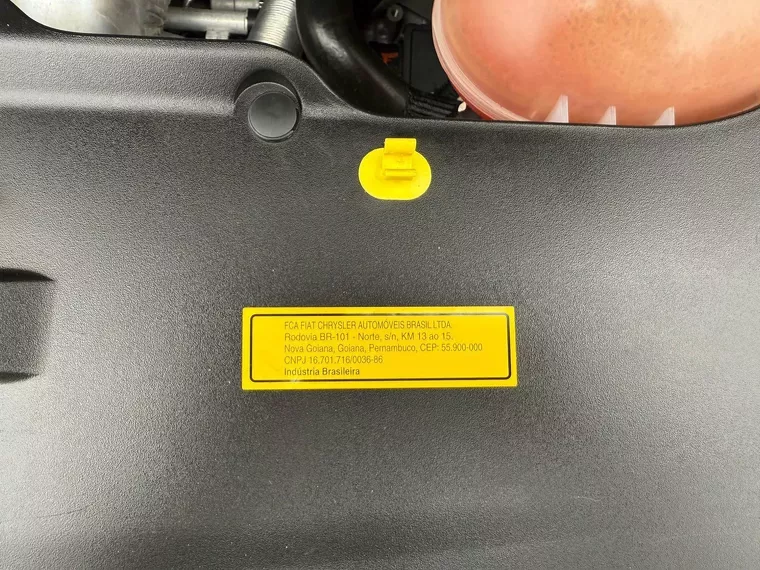 FCA FIAT CHRYSLER AUTOMÓVEIS BRASIL LTDA.
Rodovia BR-101 - Norte, s/n, KM 13 ao 15.
Nova Goiana, Goiana, Pernambuco, CEP: 55.900-000
CNPJ 16.701.716/0036-86
Indústria Brasileira